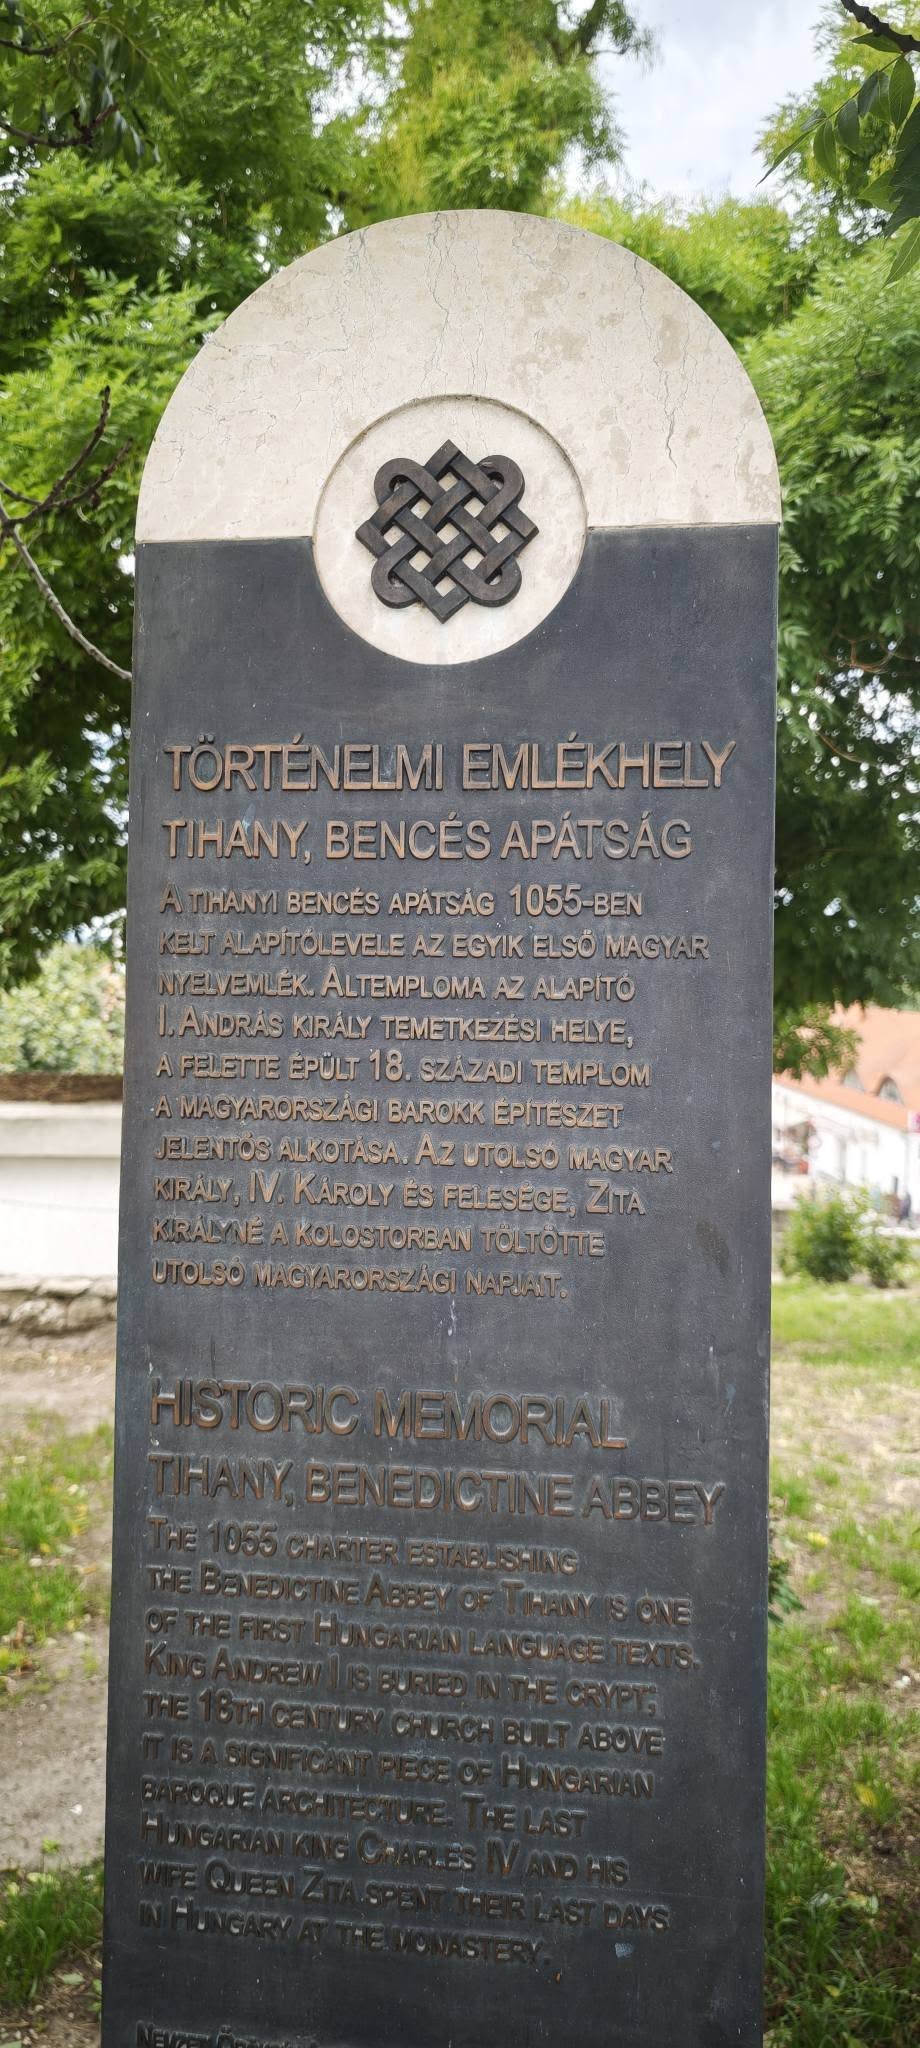 TÖRTÉNELMI EMLÉKHELY
TIHANY, BENCÉS APÁTSÁG
A TIHANYI BENCÉS APÁTSÁG 1055-BEN
KELT ALAPÍTÓLEVELE AZ EGYIK ELSŐ MAGYAR
NYELVEMLÉK. ALTEMPLOMA AZ ALAPÍTÓ
I. ANDRÁS KIRÁLY TEMETKEZÉSI HELYE,
A FELETTE ÉPÜLT 18. SZÁZADI TEMPLOM
A MAGYARORSZÁGI BAROKK ÉPÍTÉSZET
JELENTŐS ALKOTÁSA. AZ UTOLSÓ MAGYAR
KIRÁLY, IV. KÁROLY ÉS FELESÉGE, ZITA
KIRÁLYNÉ A KOLOSTORBAN TÖLTÖTTE
UTOLSÓ MAGYARORSZÁGI NAPJAIT.
HISTORIC MEMORIAL
TIHANY, BENEDICTINE ABBEY
THE 1055 CHARTER ESTABLISHING
THE BENEDICTINE ABBEY OF TIHANY IS ONE
OF THE FIRST HUNGARIAN LANGUAGE TEXTS.
KING ANDREW I IS BURIED IN THE CRYPT;
THE 18TH CENTURY CHURCH BUILT ABOVE
IT IS A SIGNIFICANT PIECE OF HUNGARIAN
BAROQUE ARCHITECTURE. THE LAST
HUNGARIAN KING CHARLES IV AND HIS
WIFE QUEEN ZITA SPENT THEIR LAST DAYS
IN HUNGARY AT THE MONASTERY.